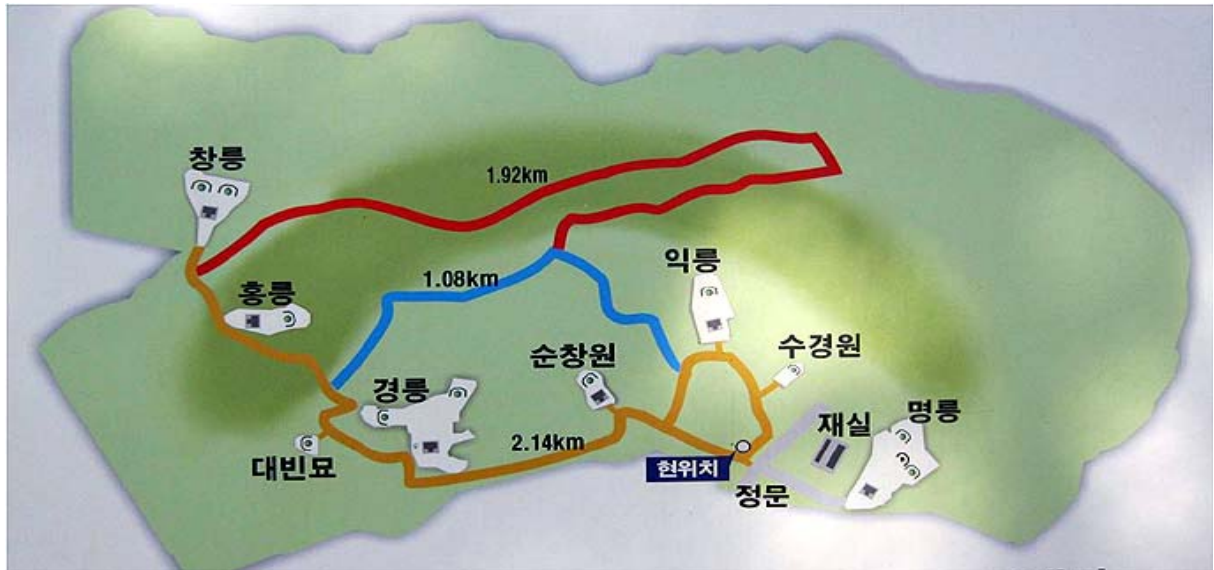 창릉
1.92km
익릉
1.08km
홍릉
수경원
순창원
경릉
명릉
재실
2.14km
대빈묘
현위치
정문